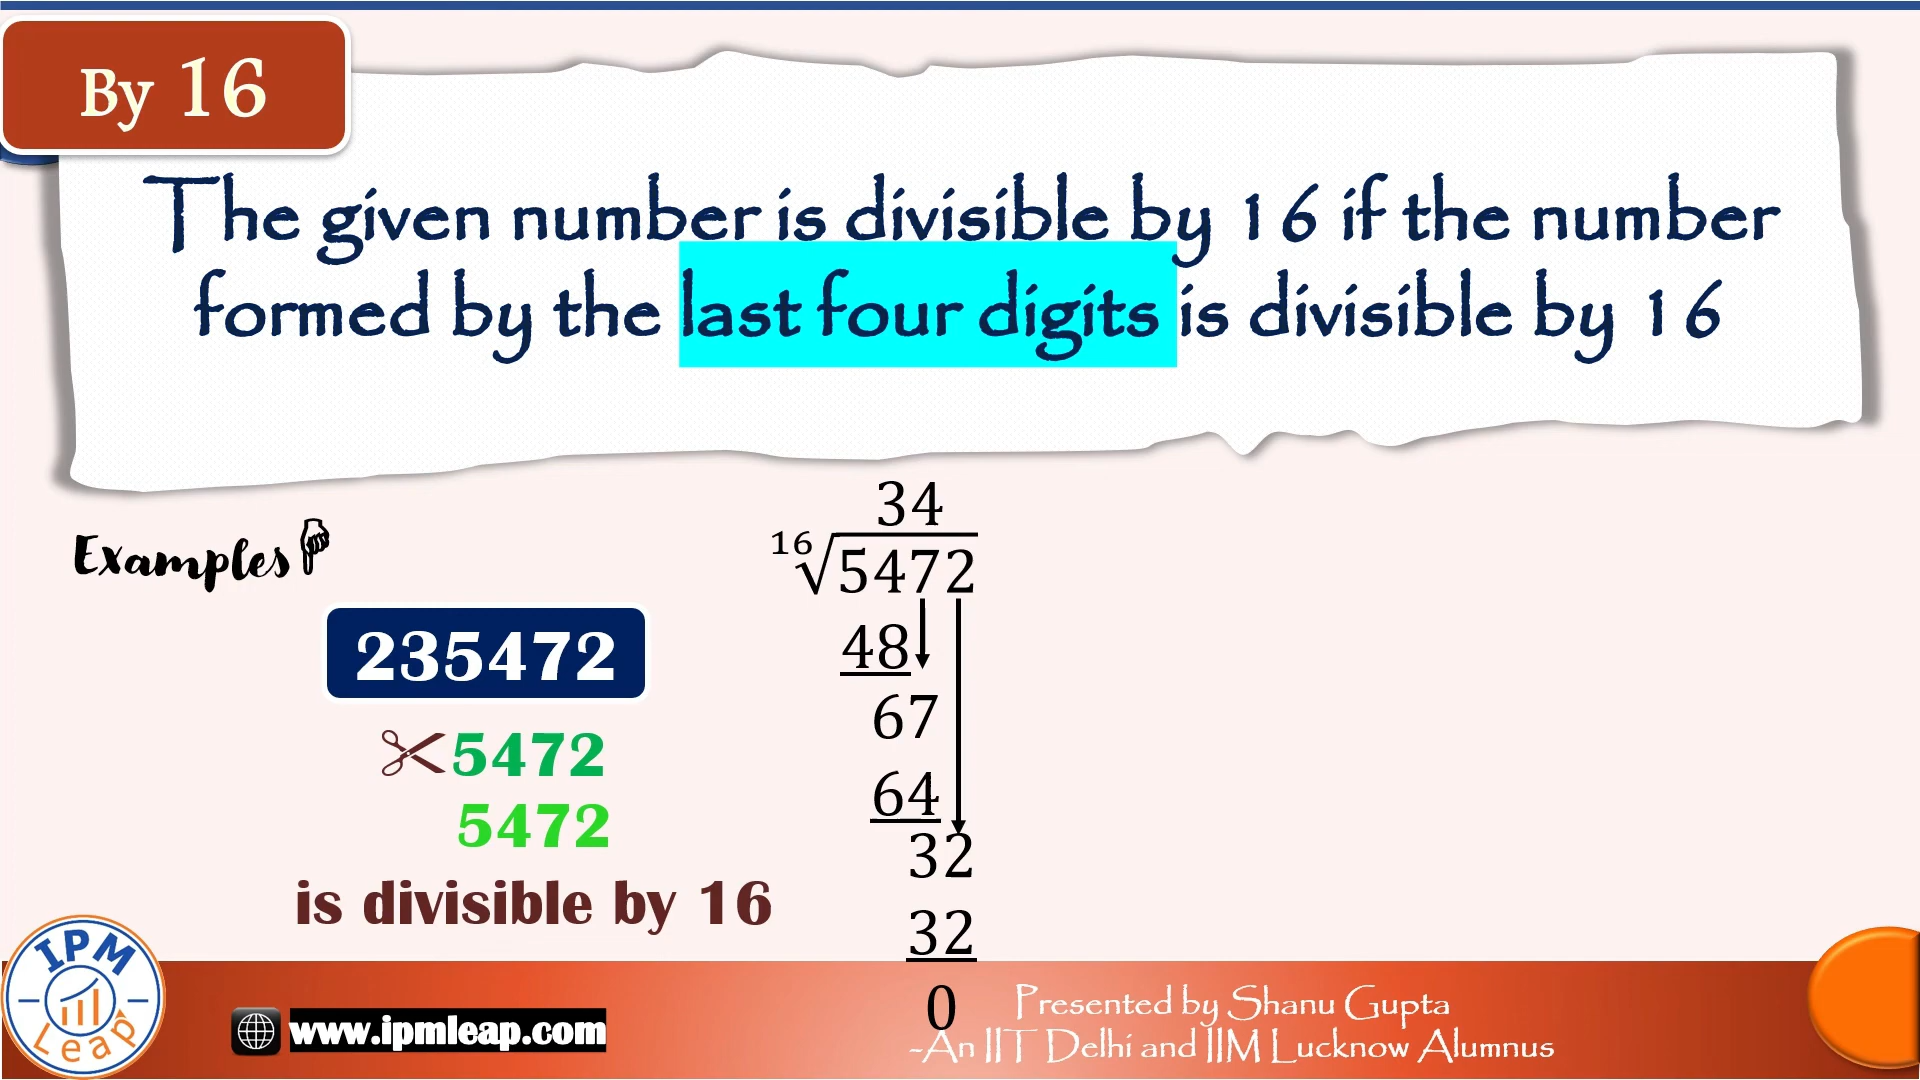 By 16
The given number is divisible by 16 if the number
formed by the last four digits is divisible by 16
Examples
235472
5472
5472
is divisible by 16
34
16
5472
48
67
64
32
32
0
IPM
Leap
www.ipmleap.com
Presented by Shanu Gupta
-An IIT Delhi and IIM Lucknow Alumnus